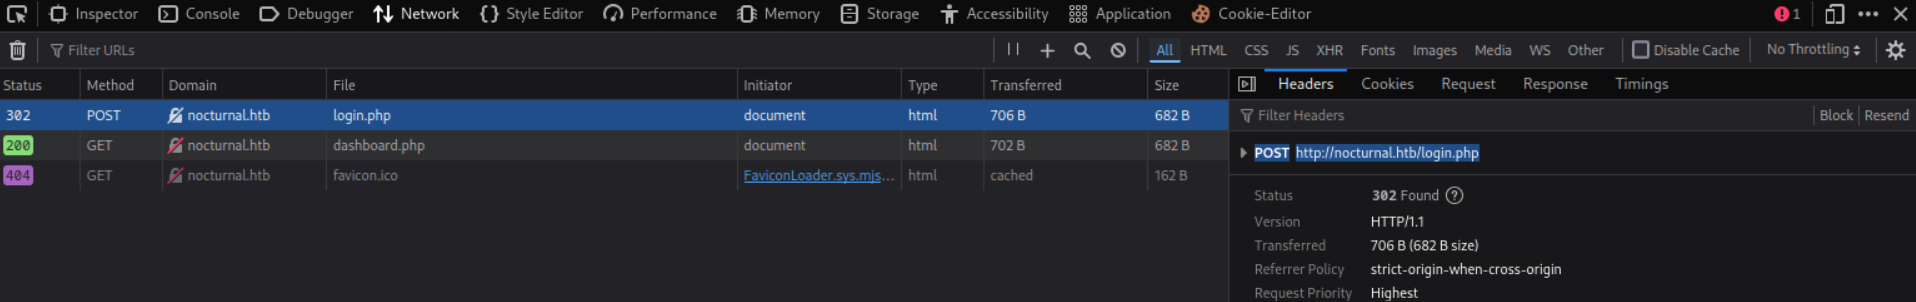 Inspector Console Debugger Network Style Editor Performance Memory Storage Accessibility Application Cookie-Editor 1
Filter URLs All HTML CSS JS XHR Fonts Images Media WS Other Disable Cache No Throttling
Status Method Domain File Initiator Type Transferred Size
302 POST nocturnal.htb login.php document html 706 B 682 B
200 GET nocturnal.htb dashboard.php document html 702 B 682 B
404 GET nocturnal.htb favicon.ico FaviconLoader.sys.mjs... html cached 162 B
Headers Cookies Request Response Timings
Filter Headers Block Resend
POST http://nocturnal.htb/login.php
Status 302 Found ?
Version HTTP/1.1
Transferred 706 B (682 B size)
Referrer Policy strict-origin-when-cross-origin
Request Priority Highest